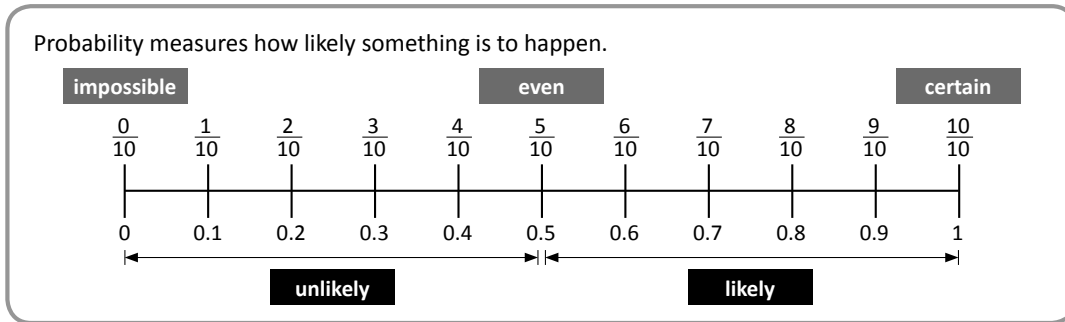 Probability measures how likely something is to happen.
impossible even certain
0/10 1/10 2/10 3/10 4/10 5/10 6/10 7/10 8/10 9/10 10/10
0 0.1 0.2 0.3 0.4 0.5 0.6 0.7 0.8 0.9 1
unlikely likely